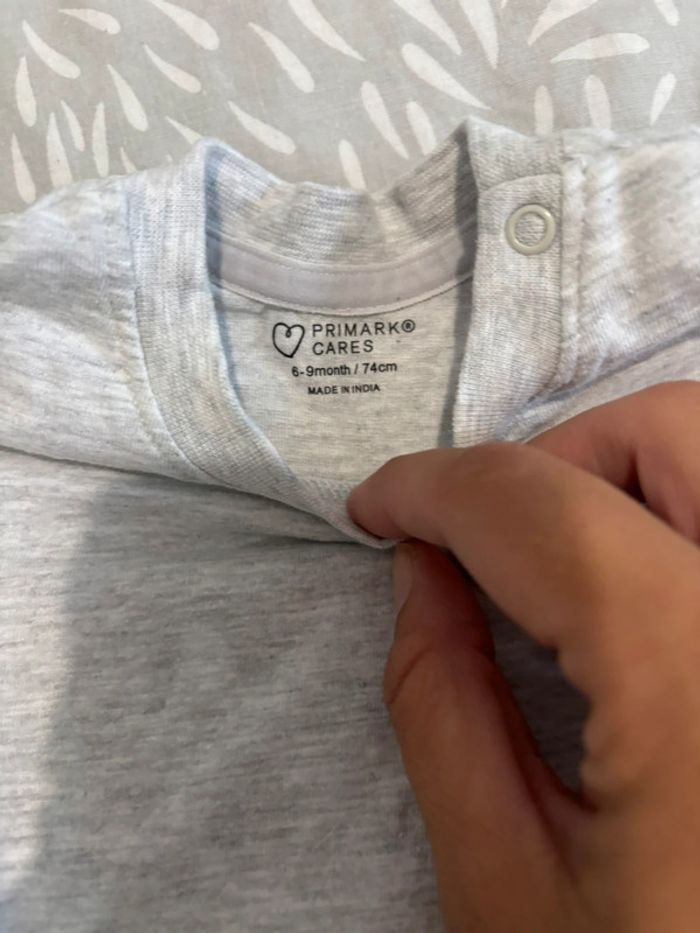 PRIMARK®
CARES
6-9month / 74cm
MADE IN INDIA